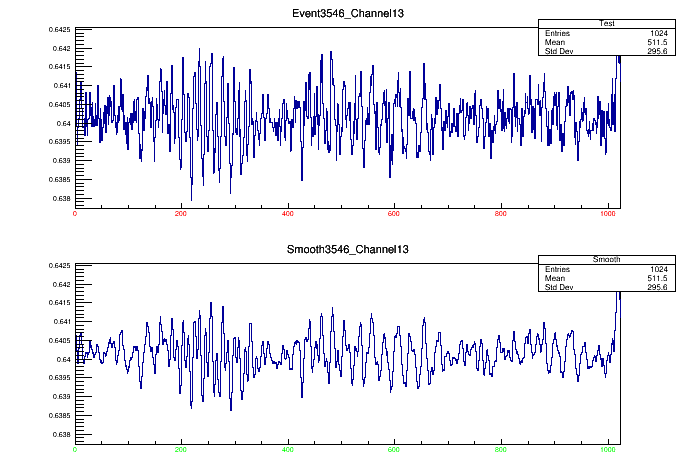 Event3546_Channel13
Test
Entries 1024
Mean 511.5
Std Dev 295.6
0.6425
0.642
0.6415
0.641
0.6405
0.64
0.6395
0.639
0.6385
0.638
0 200 400 600 800 1000
Smooth3546_Channel13
Smooth
Entries 1024
Mean 511.5
Std Dev 295.6
0.6425
0.642
0.6415
0.641
0.6405
0.64
0.6395
0.639
0.6385
0.638
0 200 400 600 800 1000